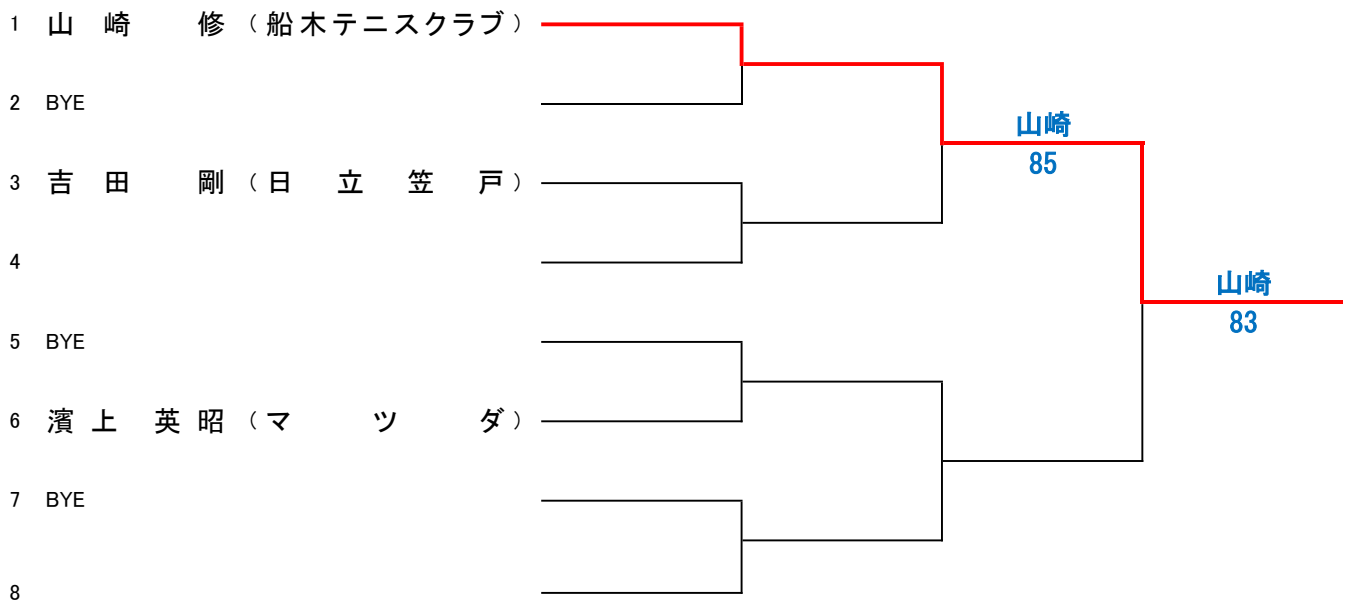 1 山 崎 修 (船木テニスクラブ)
2 BYE
山崎
85
3 吉 田 剛 (日 立 笠 戸)
4
山崎
83
5 BYE
6 濱 上 英 昭 (マ ツ ダ)
7 BYE
8